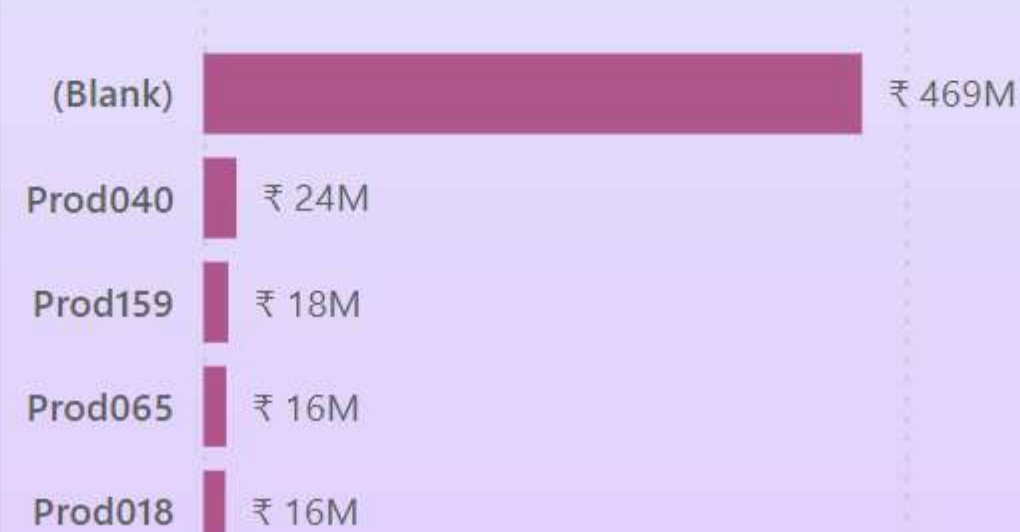 (Blank) ₹ 469M
Prod040 ₹ 24M
Prod159 ₹ 18M
Prod065 ₹ 16M
Prod018 ₹ 16M